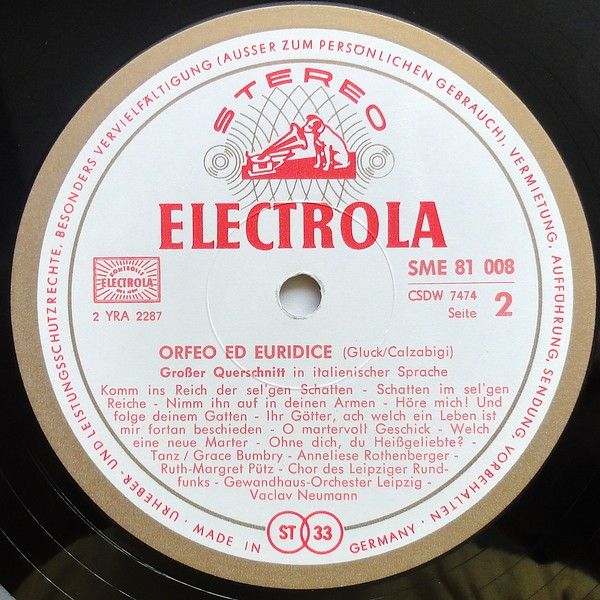 URHEBER- UND LEISTUNGSSCHUTZRECHTE, BESONDERS VERVIELFÄLTIGUNG (AUSSER ZUM PERSÖNLICHEN GEBRAUCH), VERMIETUNG, AUFFÜHRUNG, SENDUNG, VORBEHALTEN · MADE IN GERMANY ·
STEREO
ELECTROLA
SME 81 008
KONTROLLE
ELECTROLA
CSDW 7474
2 YRA 2287
Seite 2
ORFEO ED EURIDICE (Gluck/Calzabigi)
Großer Querschnitt in italienischer Sprache
Komm ins Reich der sel'gen Schatten - Schatten im sel'gen
Reiche - Nimm ihn auf in deinen Armen - Höre mich! Und
folge deinem Gatten - Ihr Götter, ach welch ein Leben ist
mir fortan beschieden - O martervoll Geschick - Welch
eine neue Marter - Ohne dich, du Heißgeliebte? -
Tanz / Grace Bumbry - Anneliese Rothenberger -
Ruth-Margret Pütz - Chor des Leipziger Rund-
funks - Gewandhaus-Orchester Leipzig -
Vaclav Neumann
ST 33